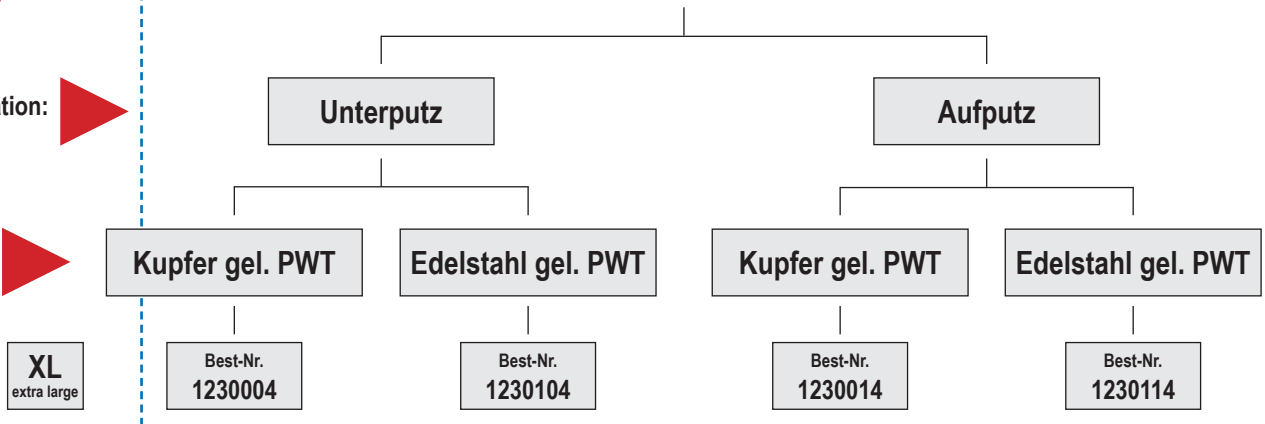 Unterputz
Aufputz
Kupfer gel. PWT
Edelstahl gel. PWT
Kupfer gel. PWT
Edelstahl gel. PWT
XL
extra large
Best-Nr.
1230004
Best-Nr.
1230104
Best-Nr.
1230014
Best-Nr.
1230114